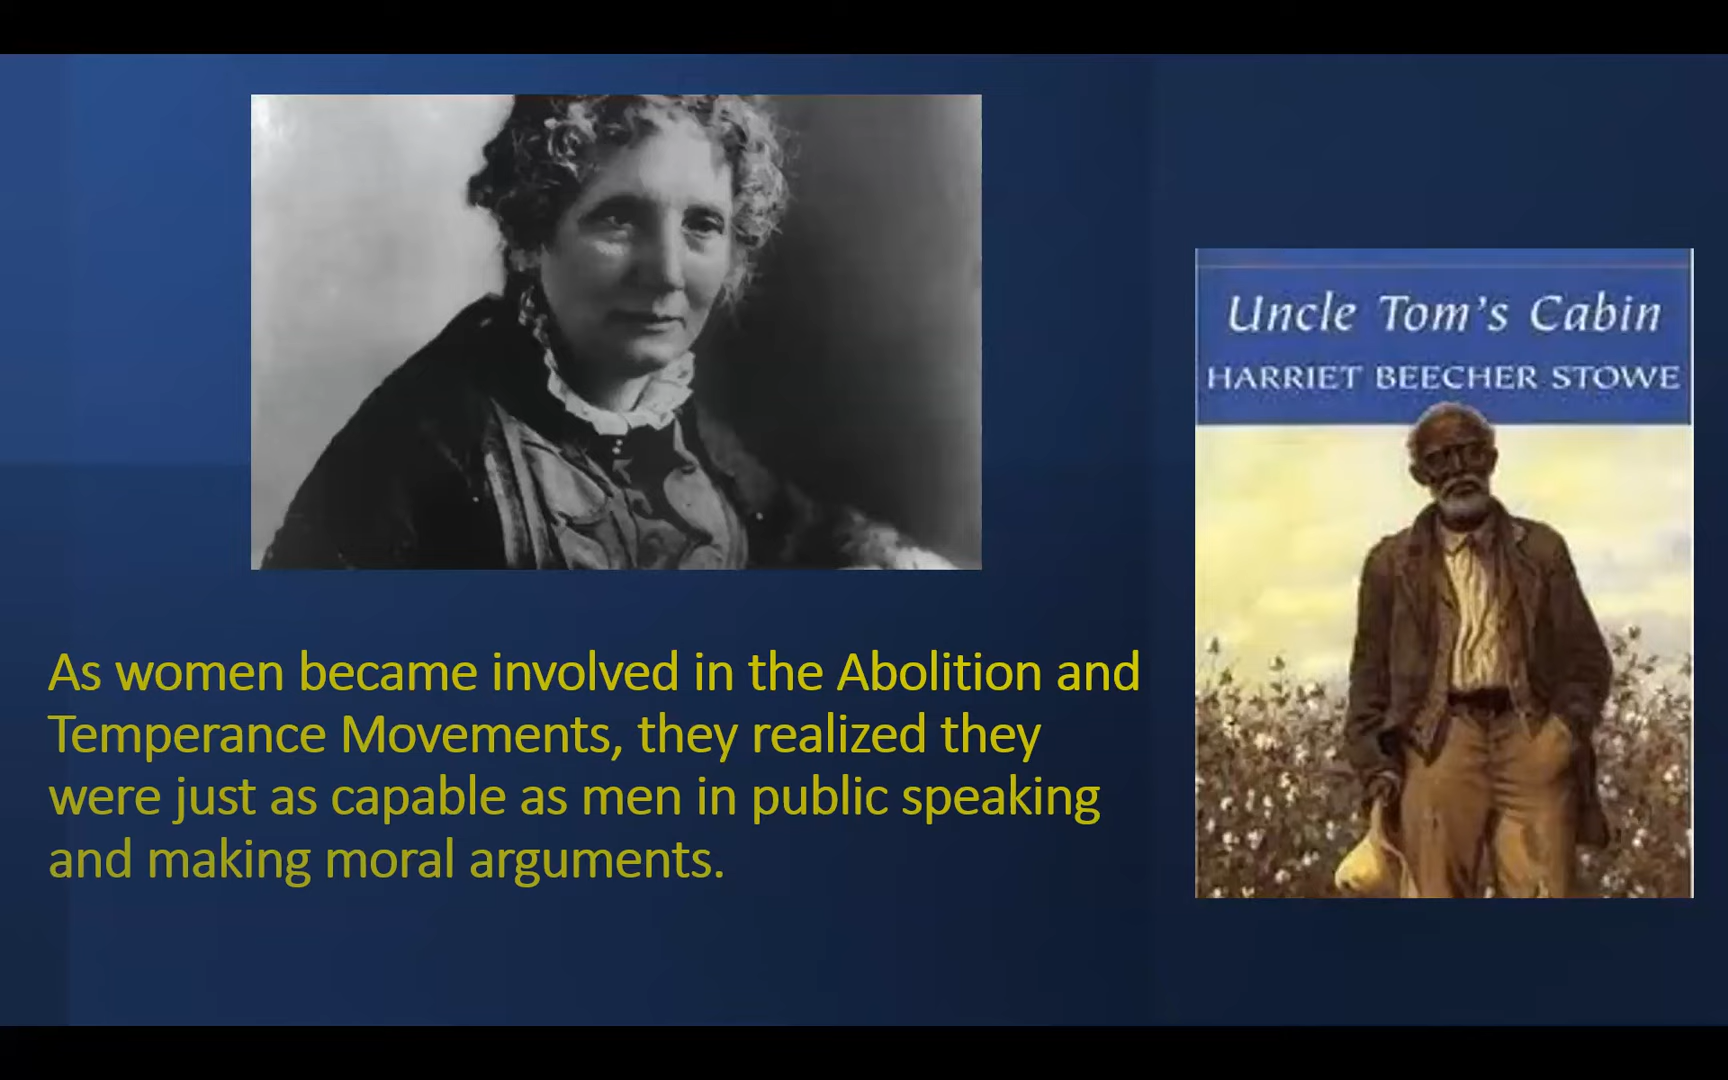 Uncle Tom's Cabin
HARRIET BEECHER STOWE
As women became involved in the Abolition and
Temperance Movements, they realized they
were just as capable as men in public speaking
and making moral arguments.